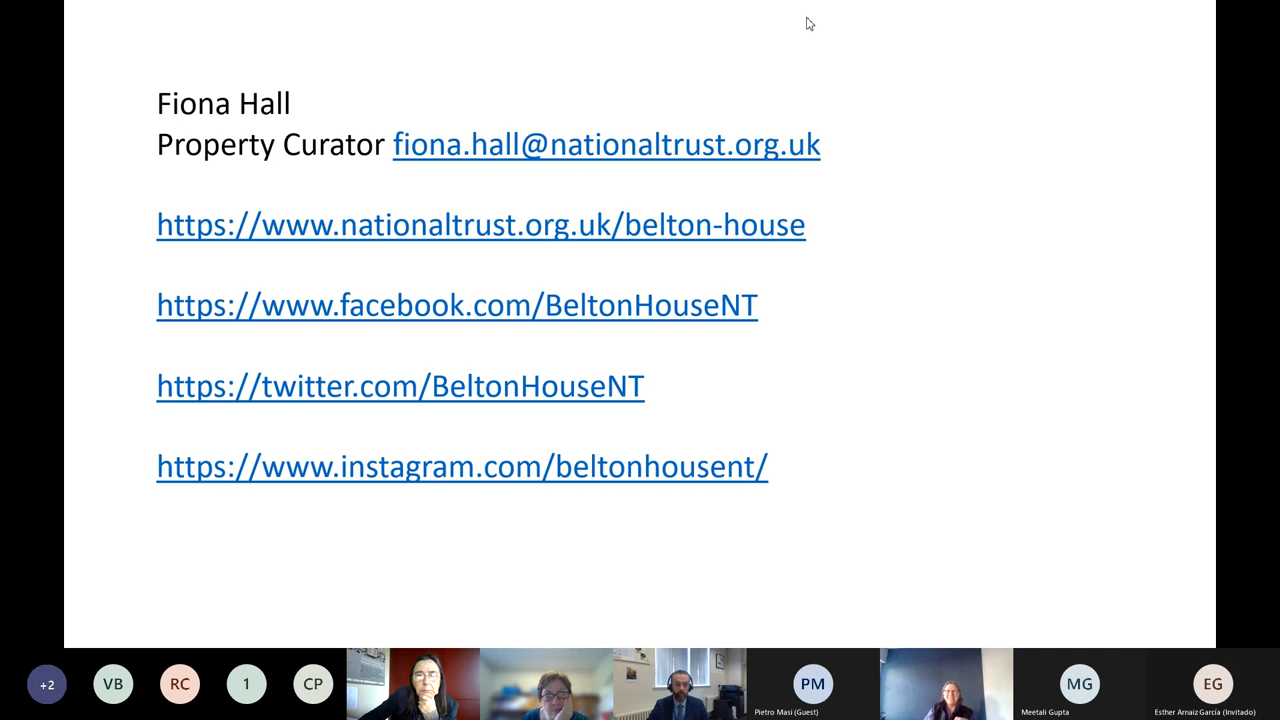 Fiona Hall
Property Curator fiona.hall@nationaltrust.org.uk
https://www.nationaltrust.org.uk/belton-house
https://www.facebook.com/BeltonHouseNT
https://twitter.com/BeltonHouseNT
https://www.instagram.com/beltonhousent/
+2
VB
RC
1
CP
PM
Pietro Masi (Guest)
MG
Meetali Gupta
EG
Esther Arnaiz García (Invitado)